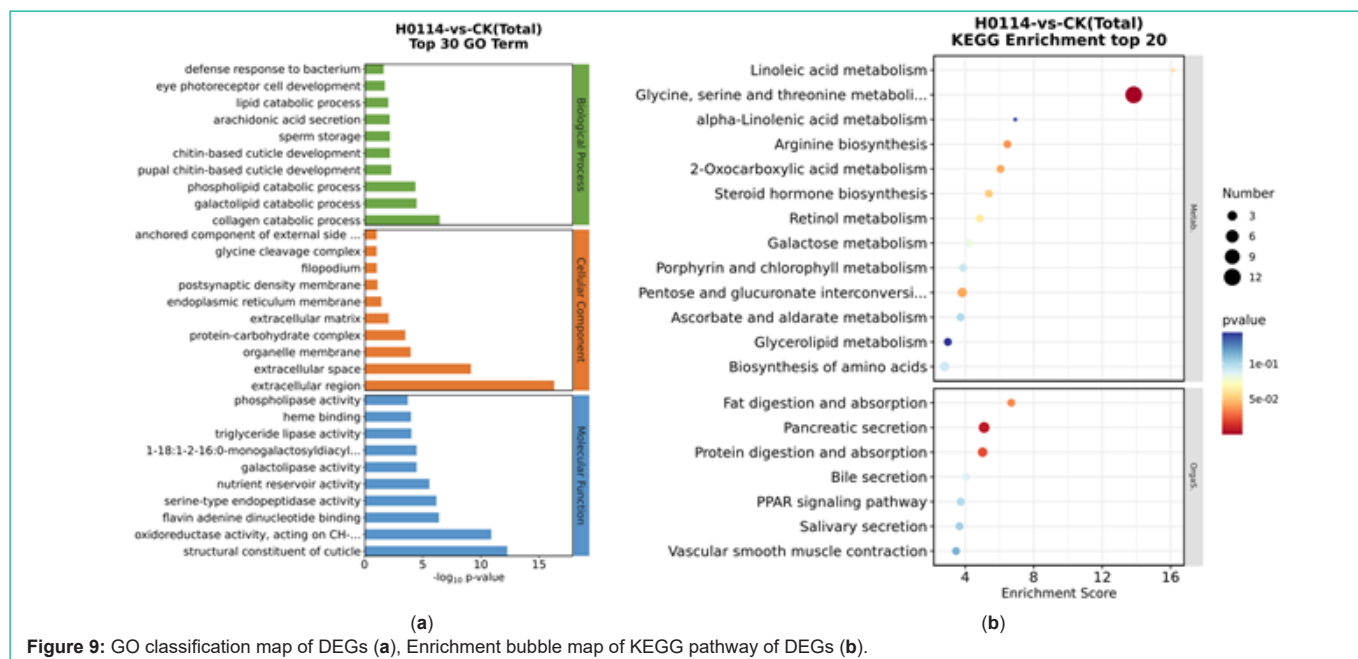 H0114-vs-CK(Total)
Top 30 GO Term
defense response to bacterium
eye photoreceptor cell development
lipid catabolic process
arachidonic acid secretion
sperm storage
chitin-based cuticle development
pupal chitin-based cuticle development
phospholipid catabolic process
galactolipid catabolic process
collagen catabolic process
Biological Process
anchored component of external side ...
glycine cleavage complex
filopodium
postsynaptic density membrane
endoplasmic reticulum membrane
extracellular matrix
protein-carbohydrate complex
organelle membrane
extracellular space
extracellular region
Cellular Component
phospholipase activity
heme binding
triglyceride lipase activity
1-18:1-2-16:0-monogalactosyldiacyl...
galactolipase activity
nutrient reservoir activity
serine-type endopeptidase activity
flavin adenine dinucleotide binding
oxidoreductase activity, acting on CH-...
structural constituent of cuticle
Molecular Function
0 5 10 15
-log10 p-value
(a)
H0114-vs-CK(Total)
KEGG Enrichment top 20
Linoleic acid metabolism
Glycine, serine and threonine metaboli...
alpha-Linolenic acid metabolism
Arginine biosynthesis
2-Oxocarboxylic acid metabolism
Steroid hormone biosynthesis
Retinol metabolism
Galactose metabolism
Porphyrin and chlorophyll metabolism
Pentose and glucuronate interconversi...
Ascorbate and aldarate metabolism
Glycerolipid metabolism
Biosynthesis of amino acids
Metab.
Fat digestion and absorption
Pancreatic secretion
Protein digestion and absorption
Bile secretion
PPAR signaling pathway
Salivary secretion
Vascular smooth muscle contraction
OrgaS.
4 8 12 16
Enrichment Score
Number
3
6
9
12
pvalue
1e-01
5e-02
(b)
Figure 9: GO classification map of DEGs (a), Enrichment bubble map of KEGG pathway of DEGs (b).